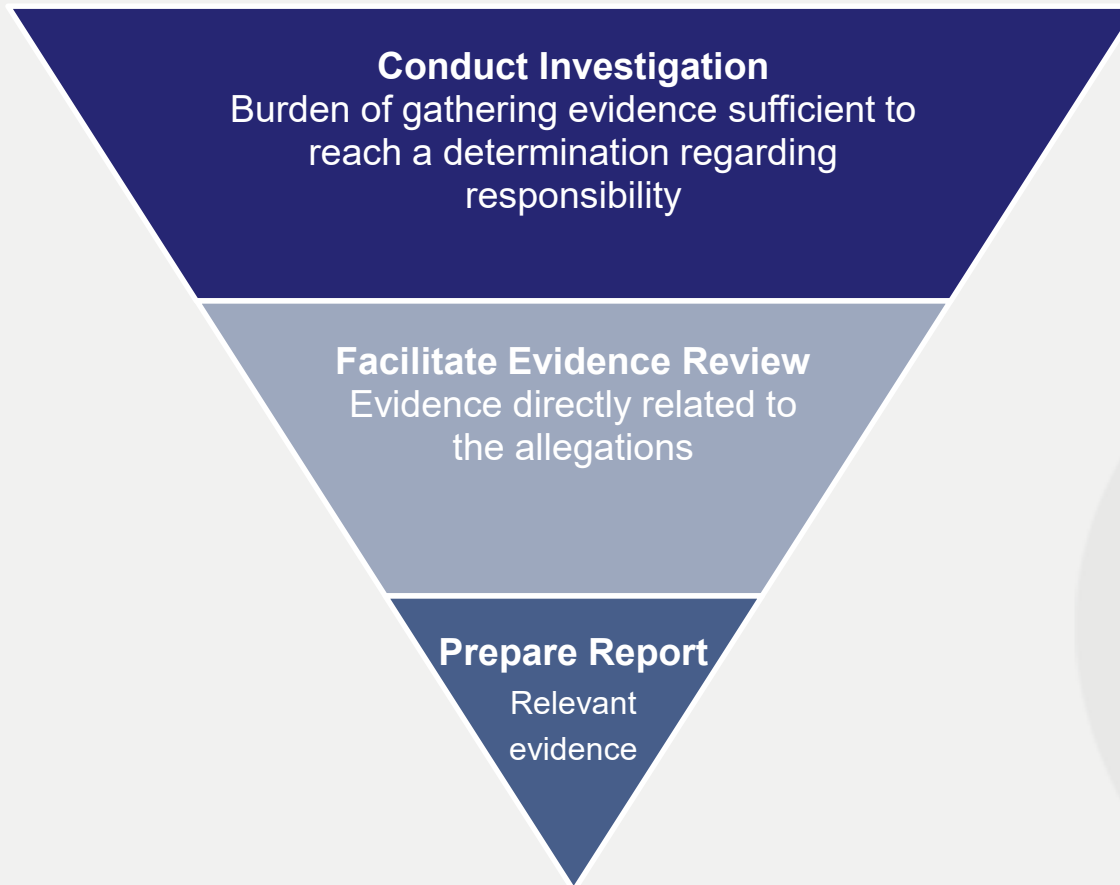 Conduct Investigation
Burden of gathering evidence sufficient to
reach a determination regarding
responsibility
Facilitate Evidence Review
Evidence directly related to
the allegations
Prepare Report
Relevant
evidence